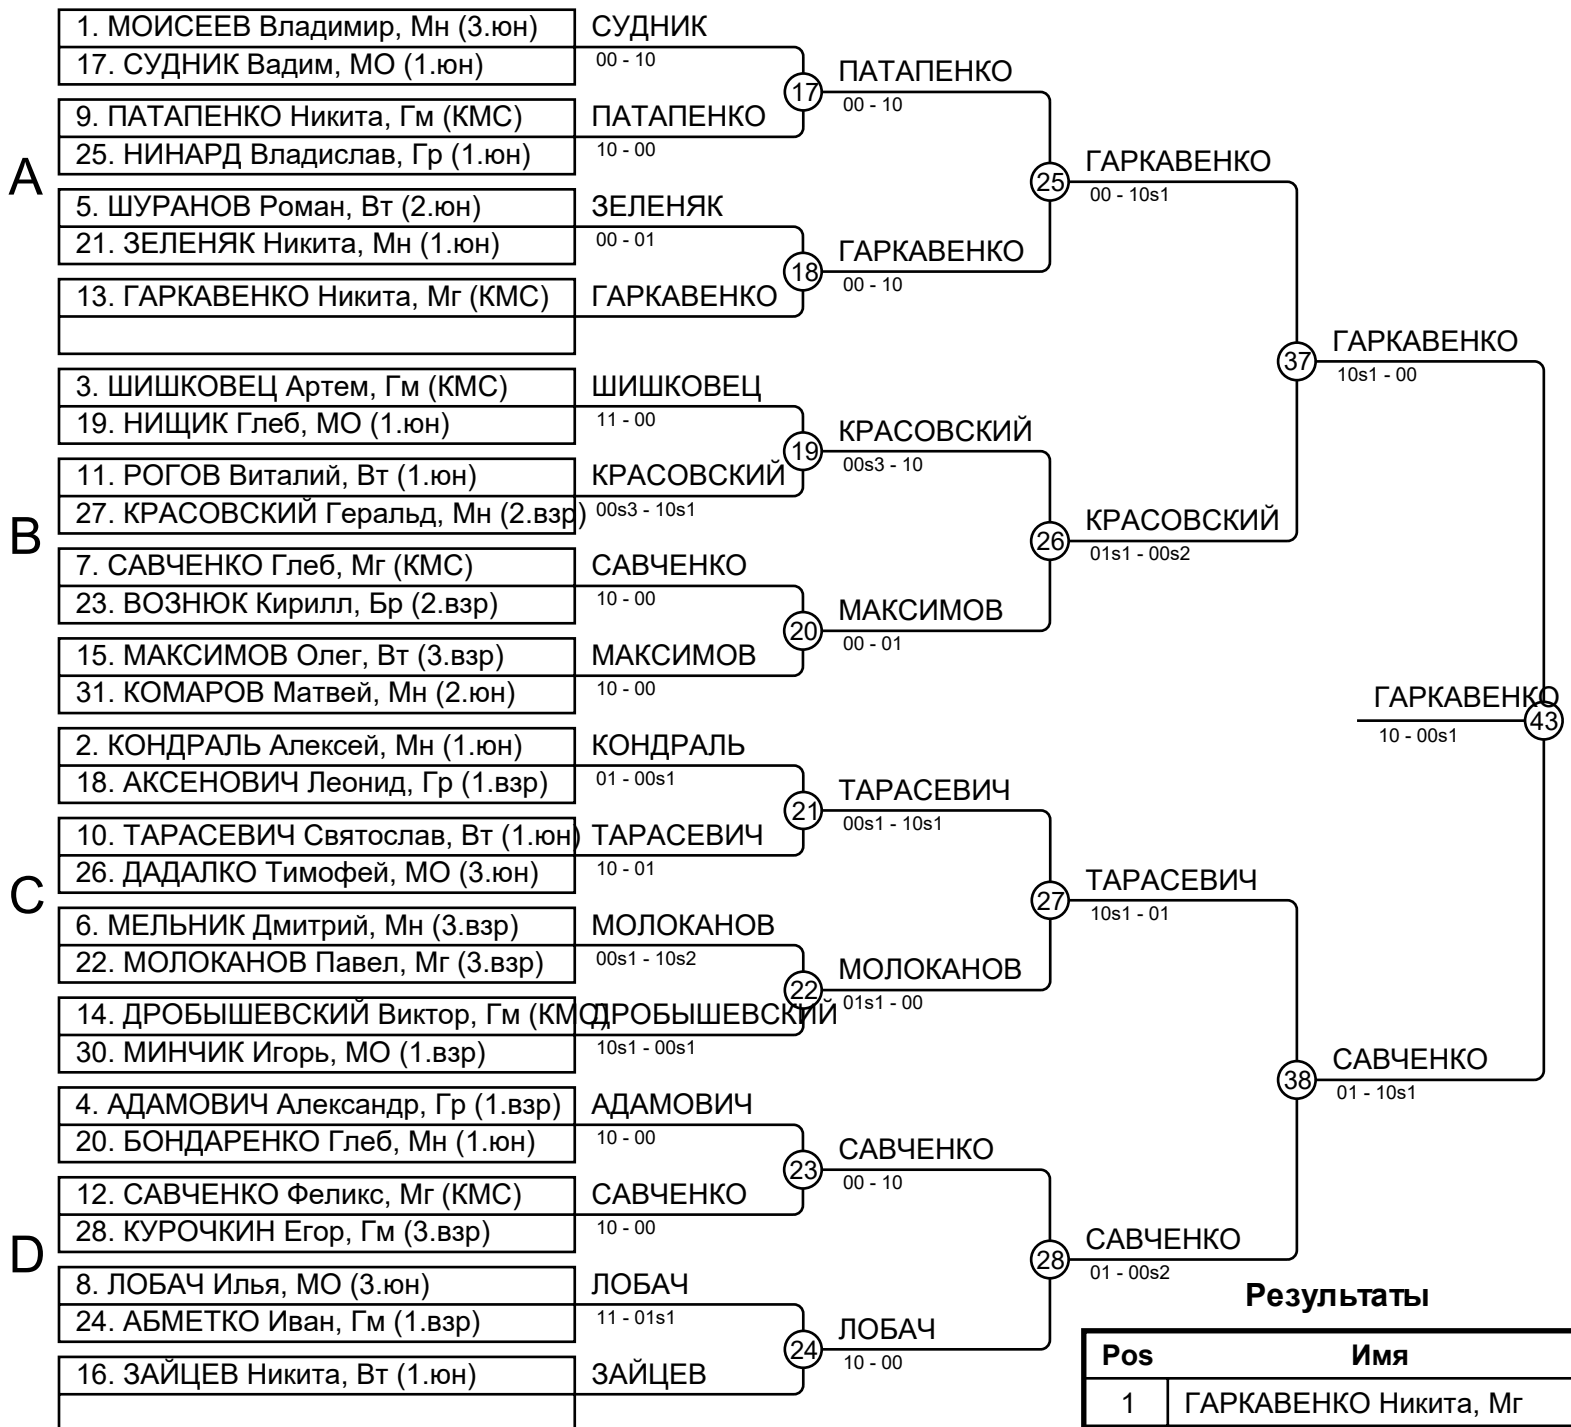 A
1. МОИСЕЕВ Владимир, Мн (3.юн)
17. СУДНИК Вадим, МО (1.юн)
9. ПАТАПЕНКО Никита, Гм (КМС)
25. НИНАРД Владислав, Гр (1.юн)
5. ШУРАНОВ Роман, Вт (2.юн)
21. ЗЕЛЕНЯК Никита, Мн (1.юн)
13. ГАРКАВЕНКО Никита, Мг (КМС)
B
3. ШИШКОВЕЦ Артем, Гм (КМС)
19. НИЩИК Глеб, МО (1.юн)
11. РОГОВ Виталий, Вт (1.юн)
27. КРАСОВСКИЙ Геральд, Мн (2.взр)
7. САВЧЕНКО Глеб, Мг (КМС)
23. ВОЗНЮК Кирилл, Бр (2.взр)
15. МАКСИМОВ Олег, Вт (3.взр)
31. КОМАРОВ Матвей, Мн (2.юн)
C
2. КОНДРАЛЬ Алексей, Мн (1.юн)
18. АКСЕНОВИЧ Леонид, Гр (1.взр)
10. ТАРАСЕВИЧ Святослав, Вт (1.юн)
26. ДАДАЛКО Тимофей, МО (3.юн)
6. МЕЛЬНИК Дмитрий, Мн (3.взр)
22. МОЛОКАНОВ Павел, Мг (3.взр)
14. ДРОБЫШЕВСКИЙ Виктор, Гм (КМС)
30. МИНЧИК Игорь, МО (1.взр)
D
4. АДАМОВИЧ Александр, Гр (1.взр)
20. БОНДАРЕНКО Глеб, Мн (1.юн)
12. САВЧЕНКО Феликс, Мг (КМС)
28. КУРОЧКИН Егор, Гм (3.взр)
8. ЛОБАЧ Илья, МО (3.юн)
24. АБМЕТКО Иван, Гм (1.взр)
16. ЗАЙЦЕВ Никита, Вт (1.юн)
СУДНИК
00 - 10
ПАТАПЕНКО
10 - 00
ЗЕЛЕНЯК
00 - 01
ГАРКАВЕНКО
ШИШКОВЕЦ
11 - 00
КРАСОВСКИЙ
00s3 - 10s1
САВЧЕНКО
10 - 00
МАКСИМОВ
10 - 00
КОНДРАЛЬ
01 - 00s1
ТАРАСЕВИЧ
10 - 01
МОЛОКАНОВ
00s1 - 10s2
ДРОБЫШЕВСКИЙ
10s1 - 00s1
АДАМОВИЧ
10 - 00
САВЧЕНКО
10 - 00
ЛОБАЧ
11 - 01s1
ЗАЙЦЕВ
17
ПАТАПЕНКО
00 - 10
18
ГАРКАВЕНКО
00 - 10
19
КРАСОВСКИЙ
00s3 - 10
20
МАКСИМОВ
00 - 01
21
ТАРАСЕВИЧ
00s1 - 10s1
22
МОЛОКАНОВ
01s1 - 00
23
САВЧЕНКО
00 - 10
24
ЛОБАЧ
10 - 00
25
ГАРКАВЕНКО
00 - 10s1
26
КРАСОВСКИЙ
01s1 - 00s2
27
ТАРАСЕВИЧ
10s1 - 01
28
САВЧЕНКО
01 - 00s2
37
ГАРКАВЕНКО
10s1 - 00
38
САВЧЕНКО
01 - 10s1
ГАРКАВЕНКО
43
10 - 00s1
Результаты
Pos Имя
1 ГАРКАВЕНКО Никита, Мг